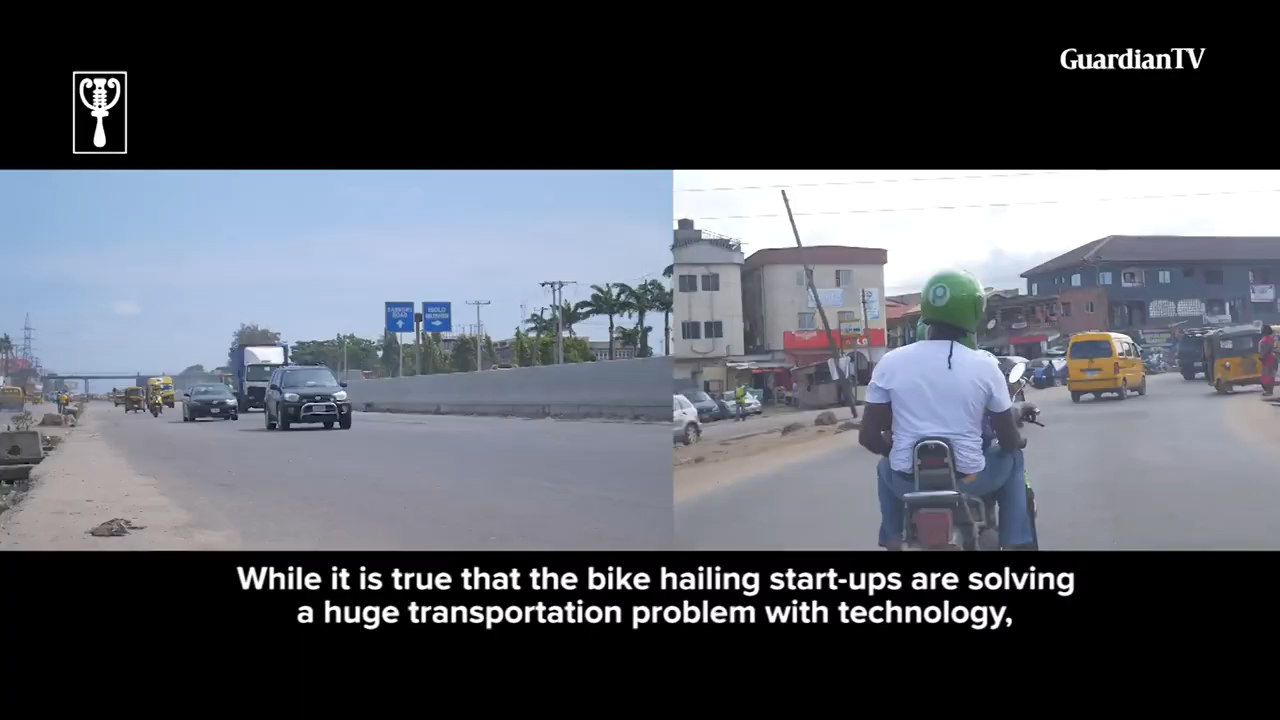 GuardianTV
While it is true that the bike hailing start-ups are solving
a huge transportation problem with technology,